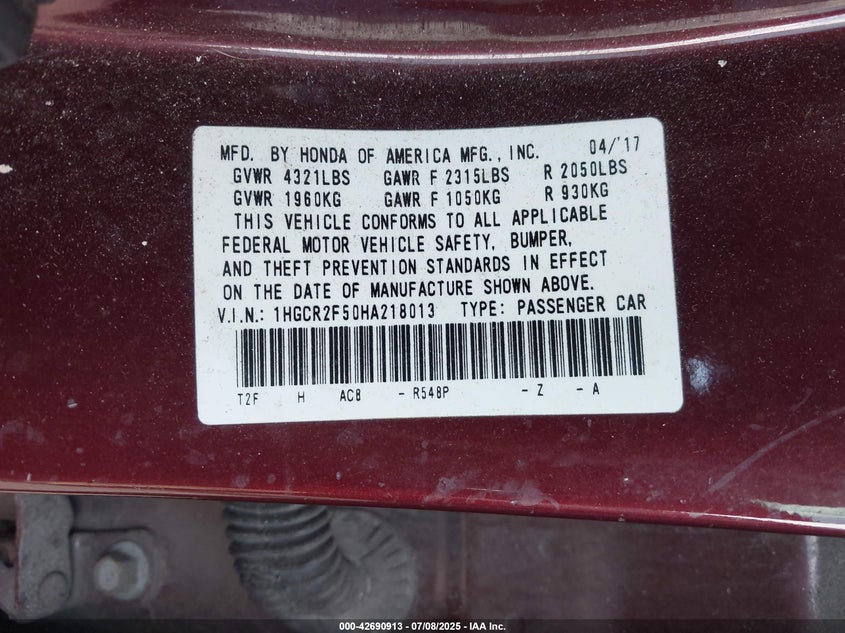 MFD. BY HONDA OF AMERICA MFG., INC. 04/'17
GVWR 4321LBS GAWR F 2315LBS R 2050LBS
GVWR 1960KG GAWR F 1050KG R 930KG
THIS VEHICLE CONFORMS TO ALL APPLICABLE
FEDERAL MOTOR VEHICLE SAFETY, BUMPER,
AND THEFT PREVENTION STANDARDS IN EFFECT
ON THE DATE OF MANUFACTURE SHOWN ABOVE.
V.I.N.: 1HGCR2F50HA218013 TYPE: PASSENGER CAR
T2F H AC8 - R548P - Z - A
000-42690913 - 07/08/2025 - IAA Inc.